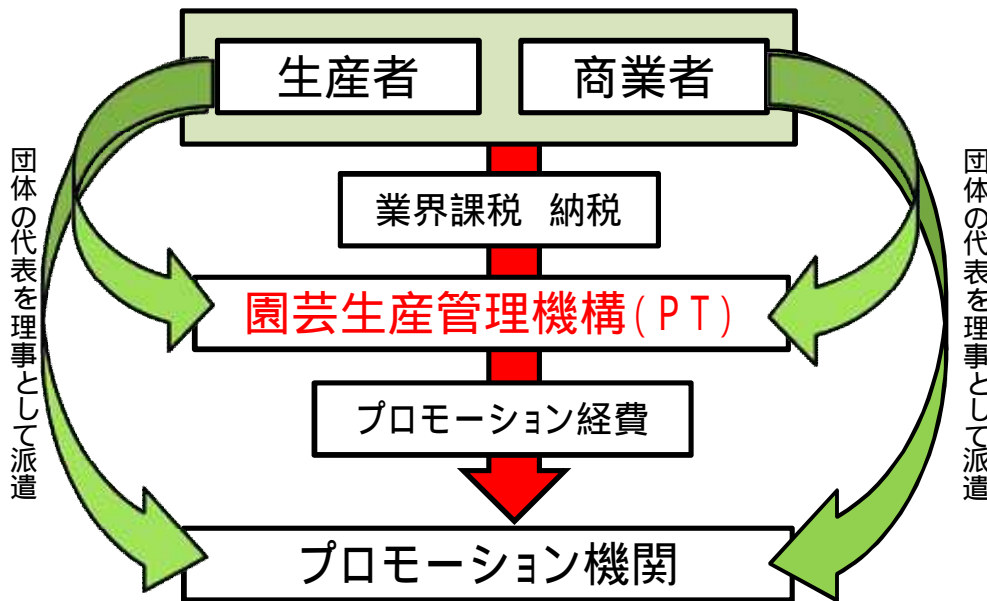 生産者
商業者
業界課税　納税
園芸生産管理機構(PT)
プロモーション経費
プロモーション機関
団体の代表を理事として派遣
団体の代表を理事として派遣